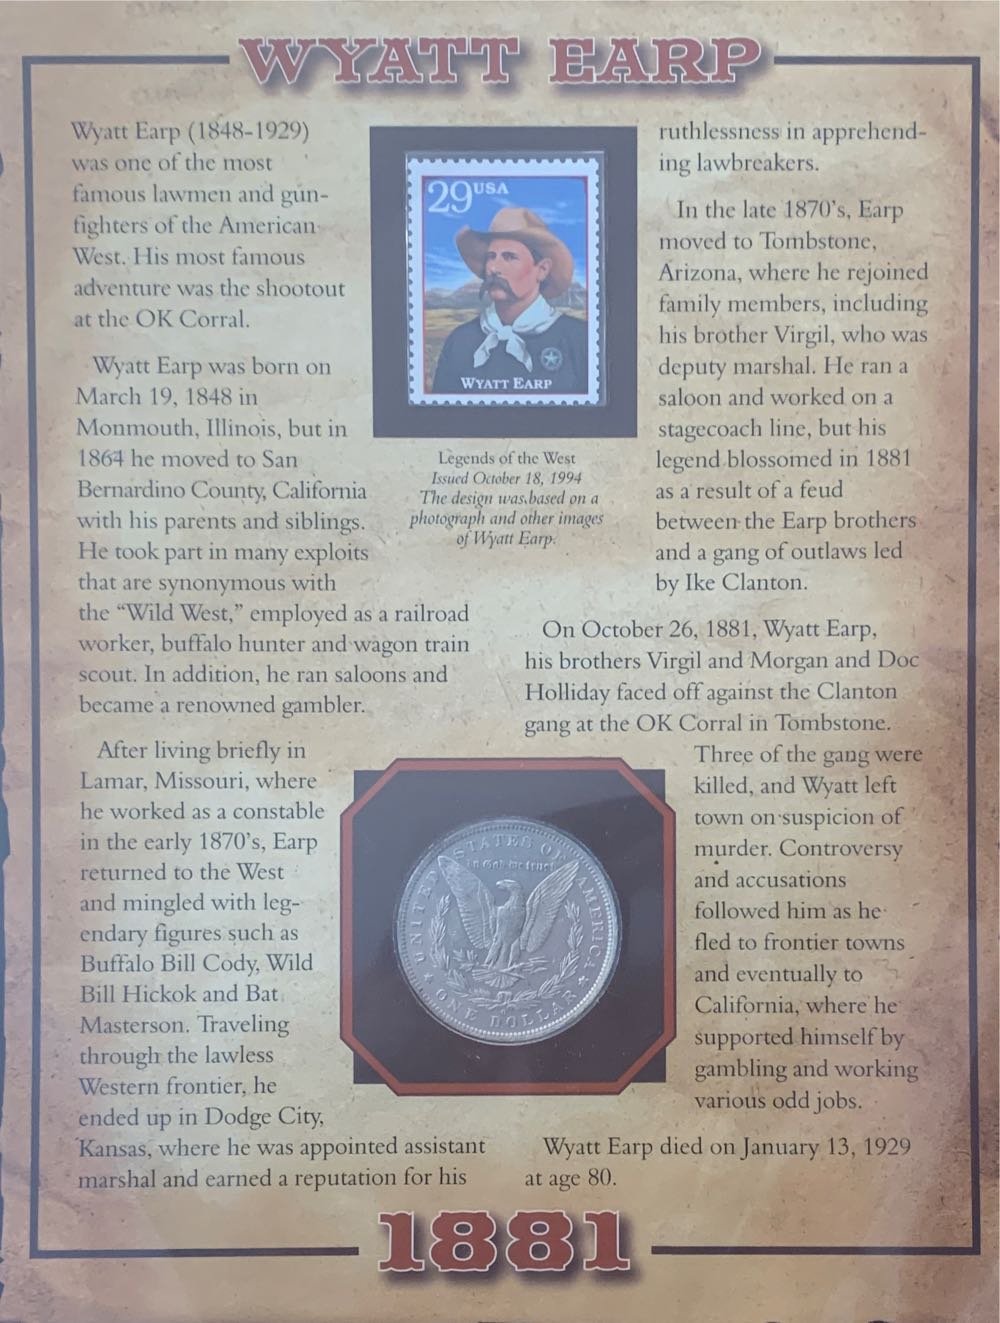 WYATT EARP
Wyatt Earp (1848-1929)
was one of the most
famous lawmen and gun-
fighters of the American
West. His most famous
adventure was the shootout
at the OK Corral.
Wyatt Earp was born on
March 19, 1848 in
Monmouth, Illinois, but in
1864 he moved to San
Bernardino County, California
with his parents and siblings.
He took part in many exploits
that are synonymous with
the “Wild West,” employed as a railroad
worker, buffalo hunter and wagon train
scout. In addition, he ran saloons and
became a renowned gambler.
After living briefly in
Lamar, Missouri, where
he worked as a constable
in the early 1870's, Earp
returned to the West
and mingled with leg-
endary figures such as
Buffalo Bill Cody, Wild
Bill Hickok and Bat
Masterson. Traveling
through the lawless
Western frontier, he
ended up in Dodge City,
Kansas, where he was appointed assistant
marshal and earned a reputation for his
29 USA
WYATT EARP
Legends of the West
Issued October 18, 1994
The design was based on a
photograph and other images
of Wyatt Earp.
ruthlessness in apprehend-
ing lawbreakers.
In the late 1870's, Earp
moved to Tombstone,
Arizona, where he rejoined
family members, including
his brother Virgil, who was
deputy marshal. He ran a
saloon and worked on a
stagecoach line, but his
legend blossomed in 1881
as a result of a feud
between the Earp brothers
and a gang of outlaws led
by Ike Clanton.
On October 26, 1881, Wyatt Earp,
his brothers Virgil and Morgan and Doc
Holliday faced off against the Clanton
gang at the OK Corral in Tombstone.
Three of the gang were
killed, and Wyatt left
town on suspicion of
murder. Controversy
and accusations
followed him as he
fled to frontier towns
and eventually to
California, where he
supported himself by
gambling and working
various odd jobs.
Wyatt Earp died on January 13, 1929
at age 80.
UNITED STATES OF AMERICA
In God we trust
ONE DOLLAR
1881